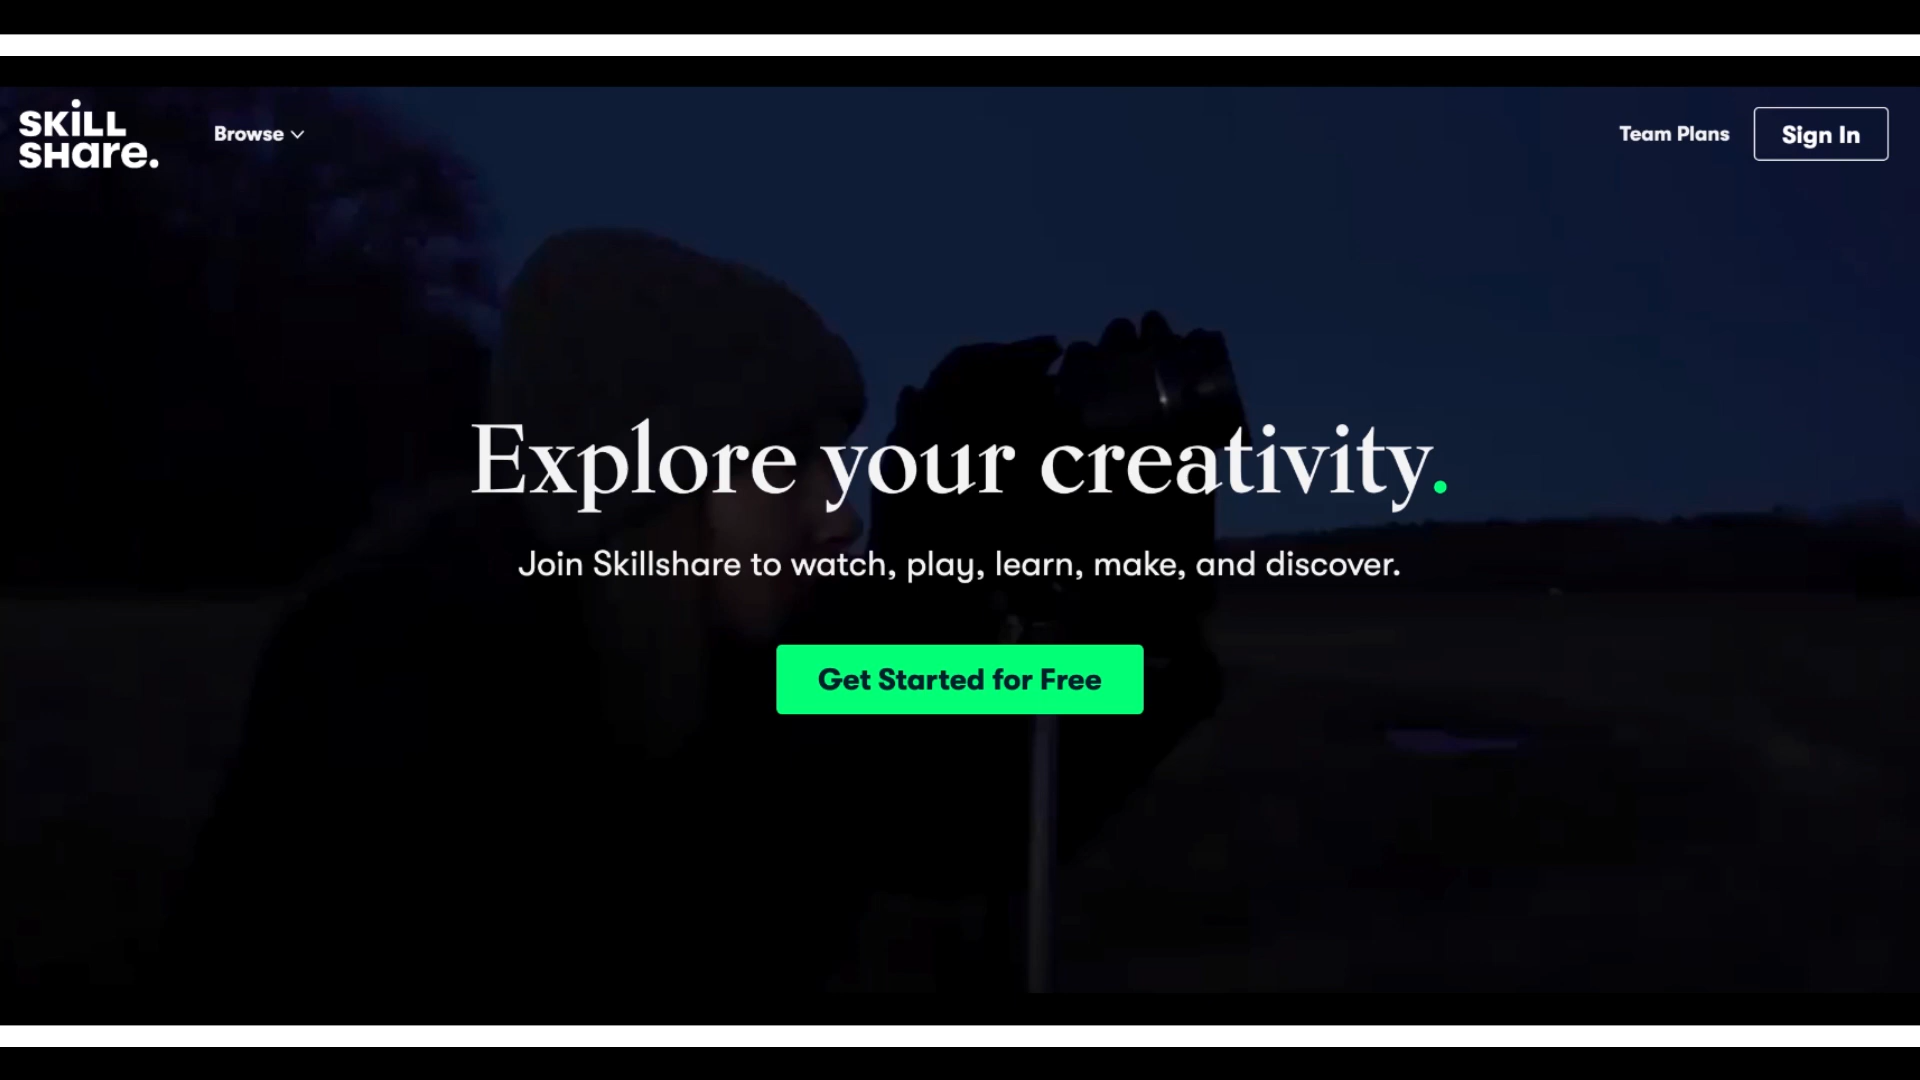 SKiLL
SHare.
Browse
Team Plans
Sign In
Explore your creativity.
Join Skillshare to watch, play, learn, make, and discover.
Get Started for Free